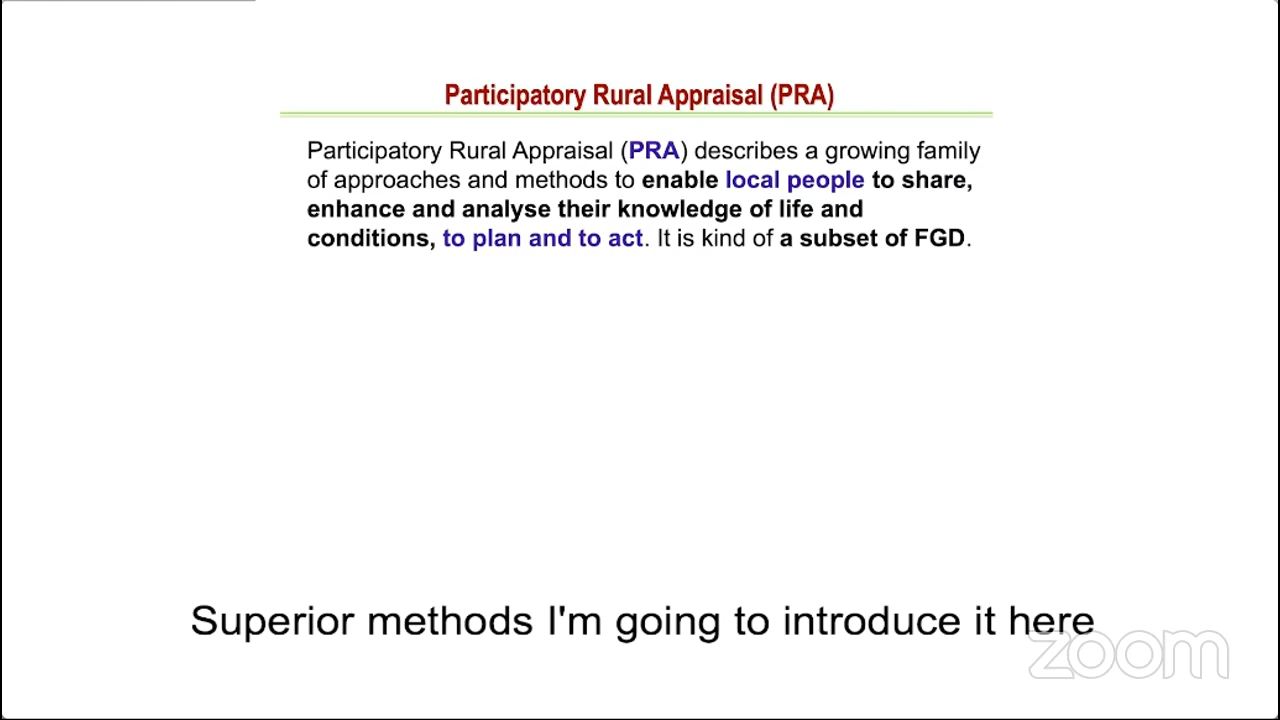 Participatory Rural Appraisal (PRA)
Participatory Rural Appraisal (PRA) describes a growing family
of approaches and methods to enable local people to share,
enhance and analyse their knowledge of life and
conditions, to plan and to act. It is kind of a subset of FGD.
Superior methods I'm going to introduce it here
zoom